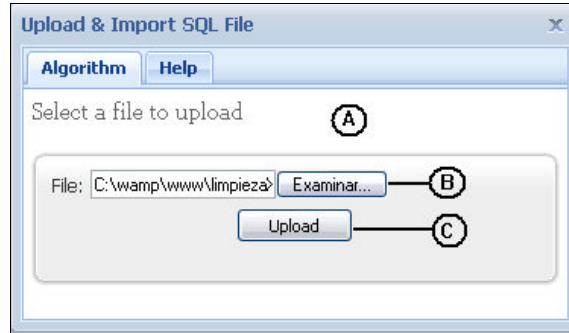 Upload & Import SQL File x
Algorithm Help
Select a file to upload A
File: C:\wamp\www\limpieza\ Examinar... B
Upload C